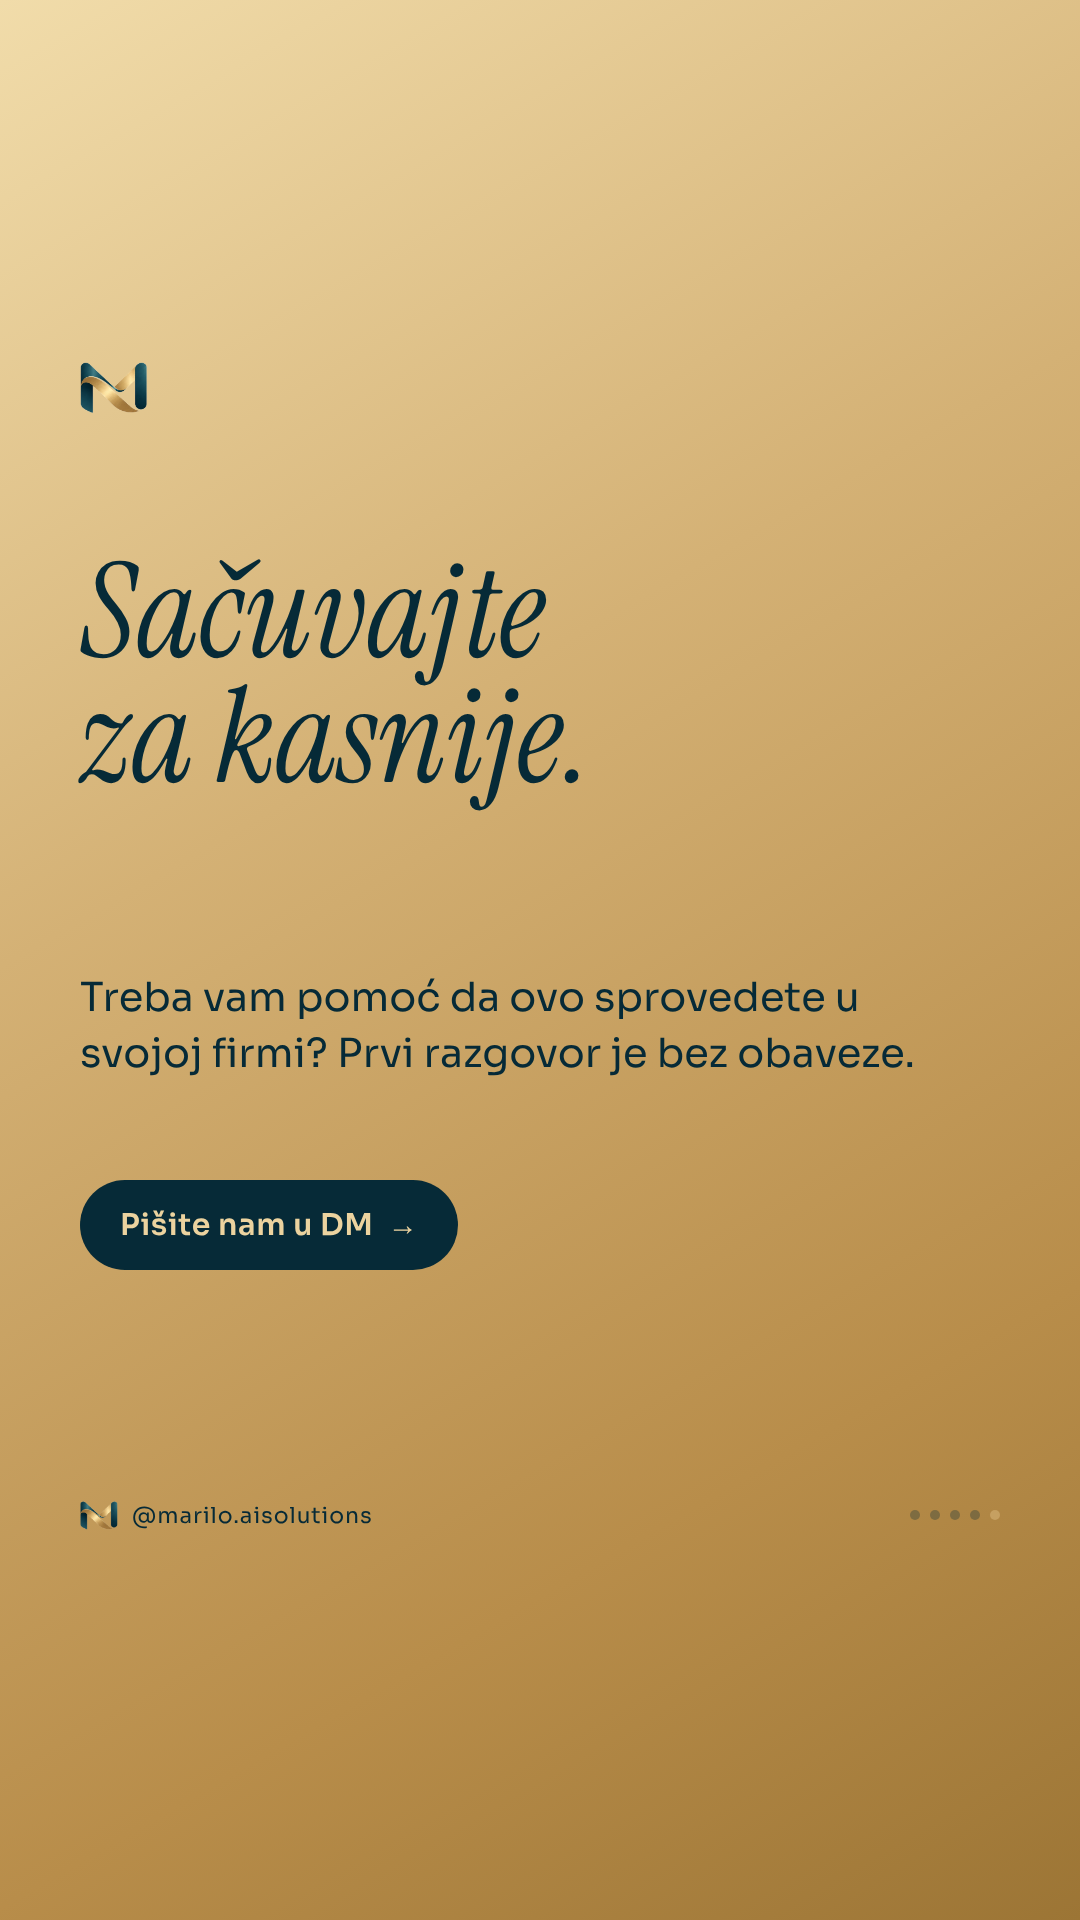 Sačuvajte
za kasnije.
Treba vam pomoć da ovo sprovedete u
svojoj firmi? Prvi razgovor je bez obaveze.
Pišite nam u DM →
@marilo.aisolutions